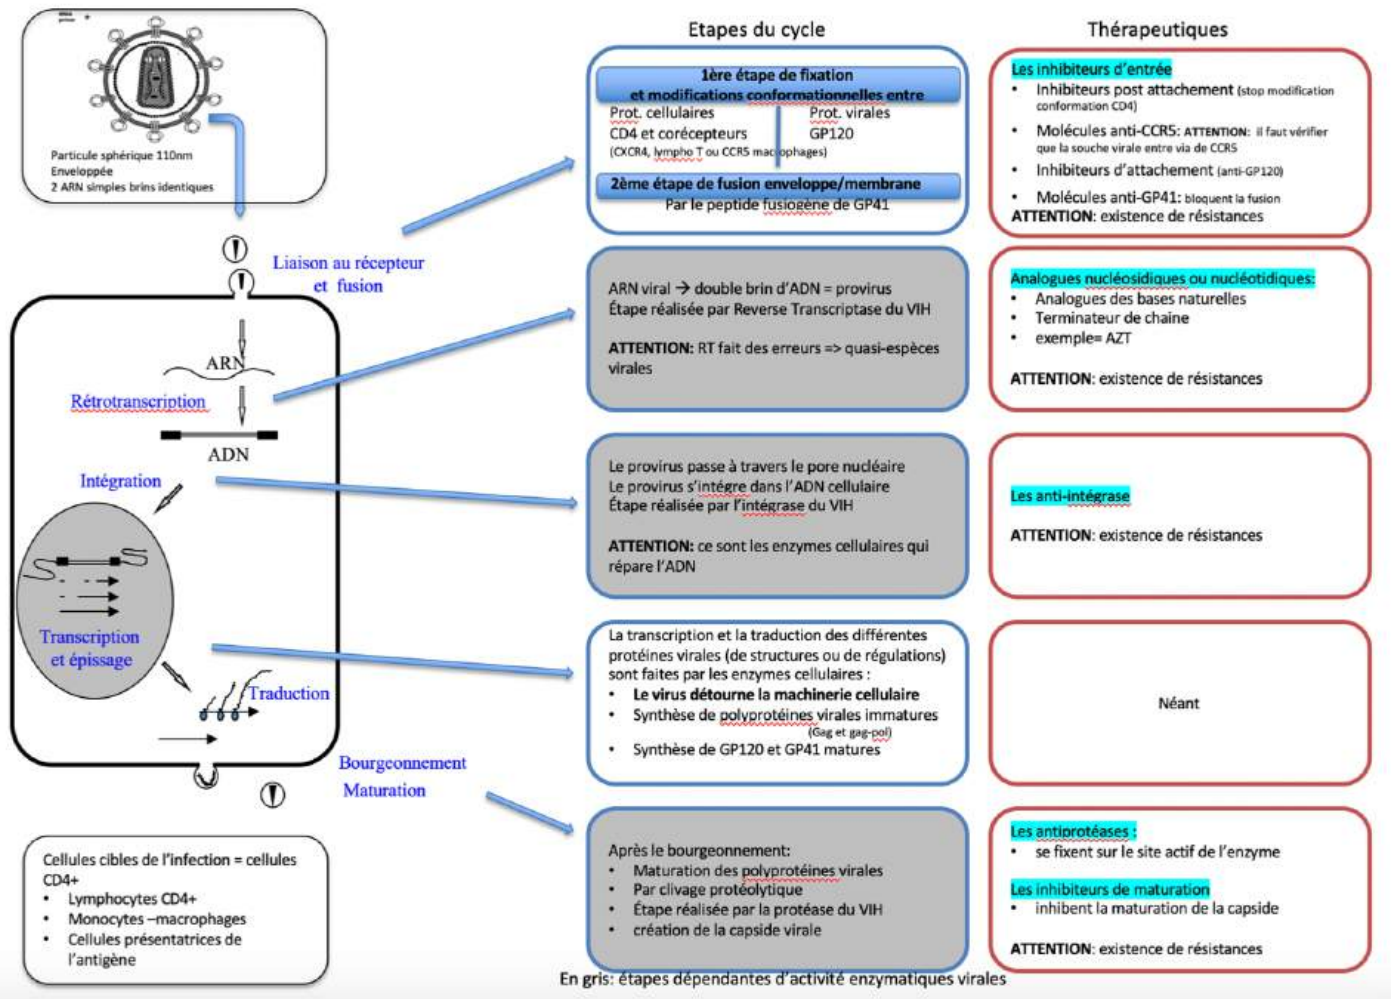 Particule sphérique 110nm
Enveloppée
2 ARN simples brins identiques
Liaison au récepteur
et fusion
ARN
Rétrotranscription
ADN
Intégration
Transcription
et épissage
Traduction
Bourgeonnement
Maturation
Cellules cibles de l'infection = cellules
CD4+
• Lymphocytes CD4+
• Monocytes –macrophages
• Cellules présentatrices de
l'antigène
Etapes du cycle
1ère étape de fixation
et modifications conformationnelles entre
Prot. cellulaires
CD4 et corécepteurs
(CXCR4, lympho T ou CCR5 macrophages)
Prot. virales
GP120
2ème étape de fusion enveloppe/membrane
Par le peptide fusiogène de GP41
ARN viral → double brin d'ADN = provirus
Étape réalisée par Reverse Transcriptase du VIH
ATTENTION: RT fait des erreurs => quasi-espèces
virales
Le provirus passe à travers le pore nucléaire
Le provirus s'intégre dans l'ADN cellulaire
Étape réalisée par l'intégrase du VIH
ATTENTION: ce sont les enzymes cellulaires qui
répare l'ADN
La transcription et la traduction des différentes
protéines virales (de structures ou de régulations)
sont faites par les enzymes cellulaires :
• Le virus détourne la machinerie cellulaire
• Synthèse de polyprotéines virales immatures
(Gag et gag-pol)
• Synthèse de GP120 et GP41 matures
Après le bourgeonnement:
• Maturation des polyprotéines virales
• Par clivage protéolytique
• Étape réalisée par la protéase du VIH
• création de la capside virale
En gris: étapes dépendantes d'activité enzymatiques virales
Thérapeutiques
Les inhibiteurs d'entrée
• Inhibiteurs post attachement (stop modification
conformation CD4)
• Molécules anti-CCR5: ATTENTION: il faut vérifier
que la souche virale entre via de CCR5
• Inhibiteurs d'attachement (anti-GP120)
• Molécules anti-GP41: bloquent la fusion
ATTENTION: existence de résistances
Analogues nucléosidiques ou nucléotidiques:
• Analogues des bases naturelles
• Terminateur de chaine
• exemple= AZT
ATTENTION: existence de résistances
Les anti-intégrase
ATTENTION: existence de résistances
Néant
Les antiprotéases :
• se fixent sur le site actif de l'enzyme
Les inhibiteurs de maturation
• inhibent la maturation de la capside
ATTENTION: existence de résistances